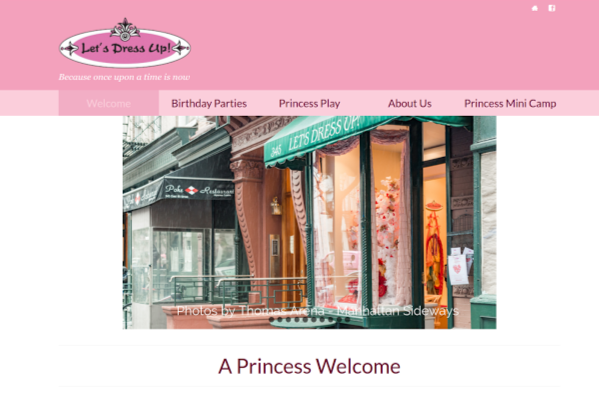 Let's Dress Up!
Because once upon a time is now
Welcome
Birthday Parties
Princess Play
About Us
Princess Mini Camp
345 LET'S DRESS UP!
Poke Restaurant
Photos by Thomas Arena - Manhattan Sideways
A Princess Welcome